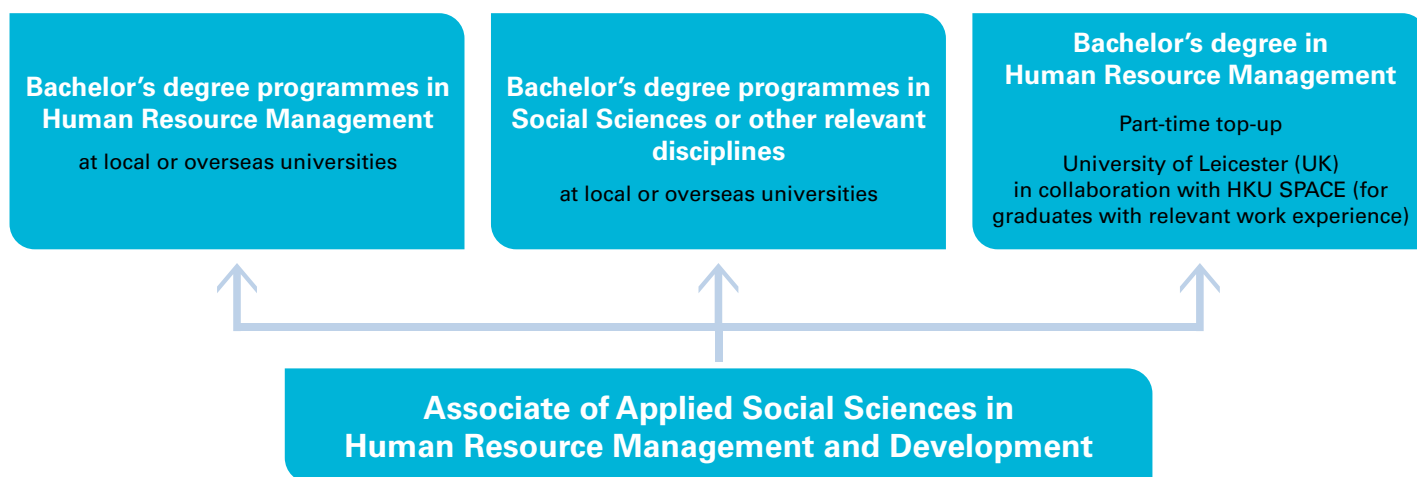 Bachelor’s degree programmes in
Human Resource Management
at local or overseas universities
Bachelor’s degree programmes in
Social Sciences or other relevant
disciplines
at local or overseas universities
Bachelor’s degree in
Human Resource Management
Part-time top-up
University of Leicester (UK)
in collaboration with HKU SPACE (for
graduates with relevant work experience)
Associate of Applied Social Sciences in
Human Resource Management and Development